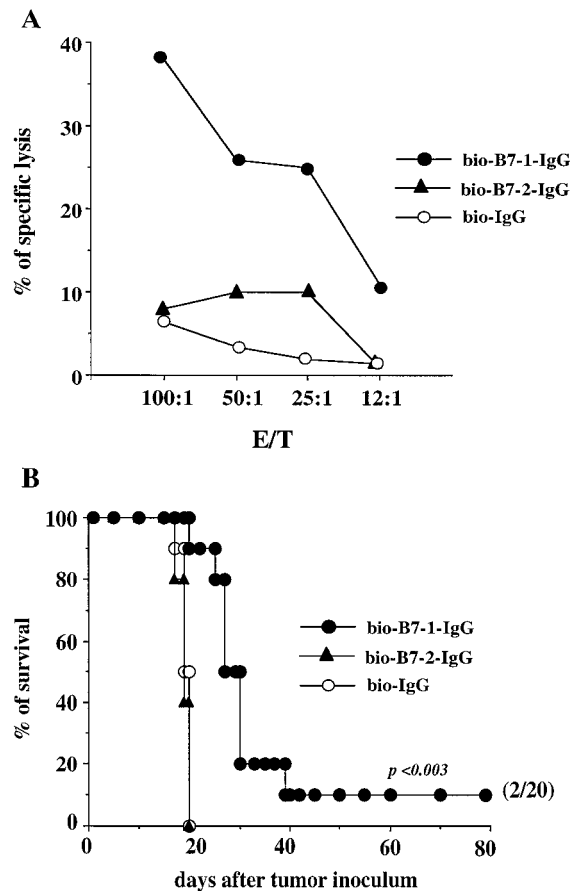 A
40
30
20
10
0
% of specific lysis
100:1
50:1
25:1
12:1
E/T
bio-B7-1-IgG
bio-B7-2-IgG
bio-IgG
B
100
80
60
40
20
0
% of survival
0
20
40
60
80
days after tumor inoculum
bio-B7-1-IgG
bio-B7-2-IgG
bio-IgG
p <0.003
(2/20)